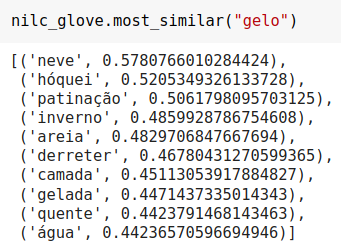 nilc_glove.most_similar("gelo")
[('neve', 0.5780766010284424),
('hóquei', 0.5205349326133728),
('patinação', 0.5061798095703125),
('inverno', 0.4859928786754608),
('areia', 0.4829706847667694),
('derreter', 0.46780431270599365),
('camada', 0.45113053917884827),
('gelada', 0.4471437335014343),
('quente', 0.4423791468143463),
('água', 0.44236570596694946)]